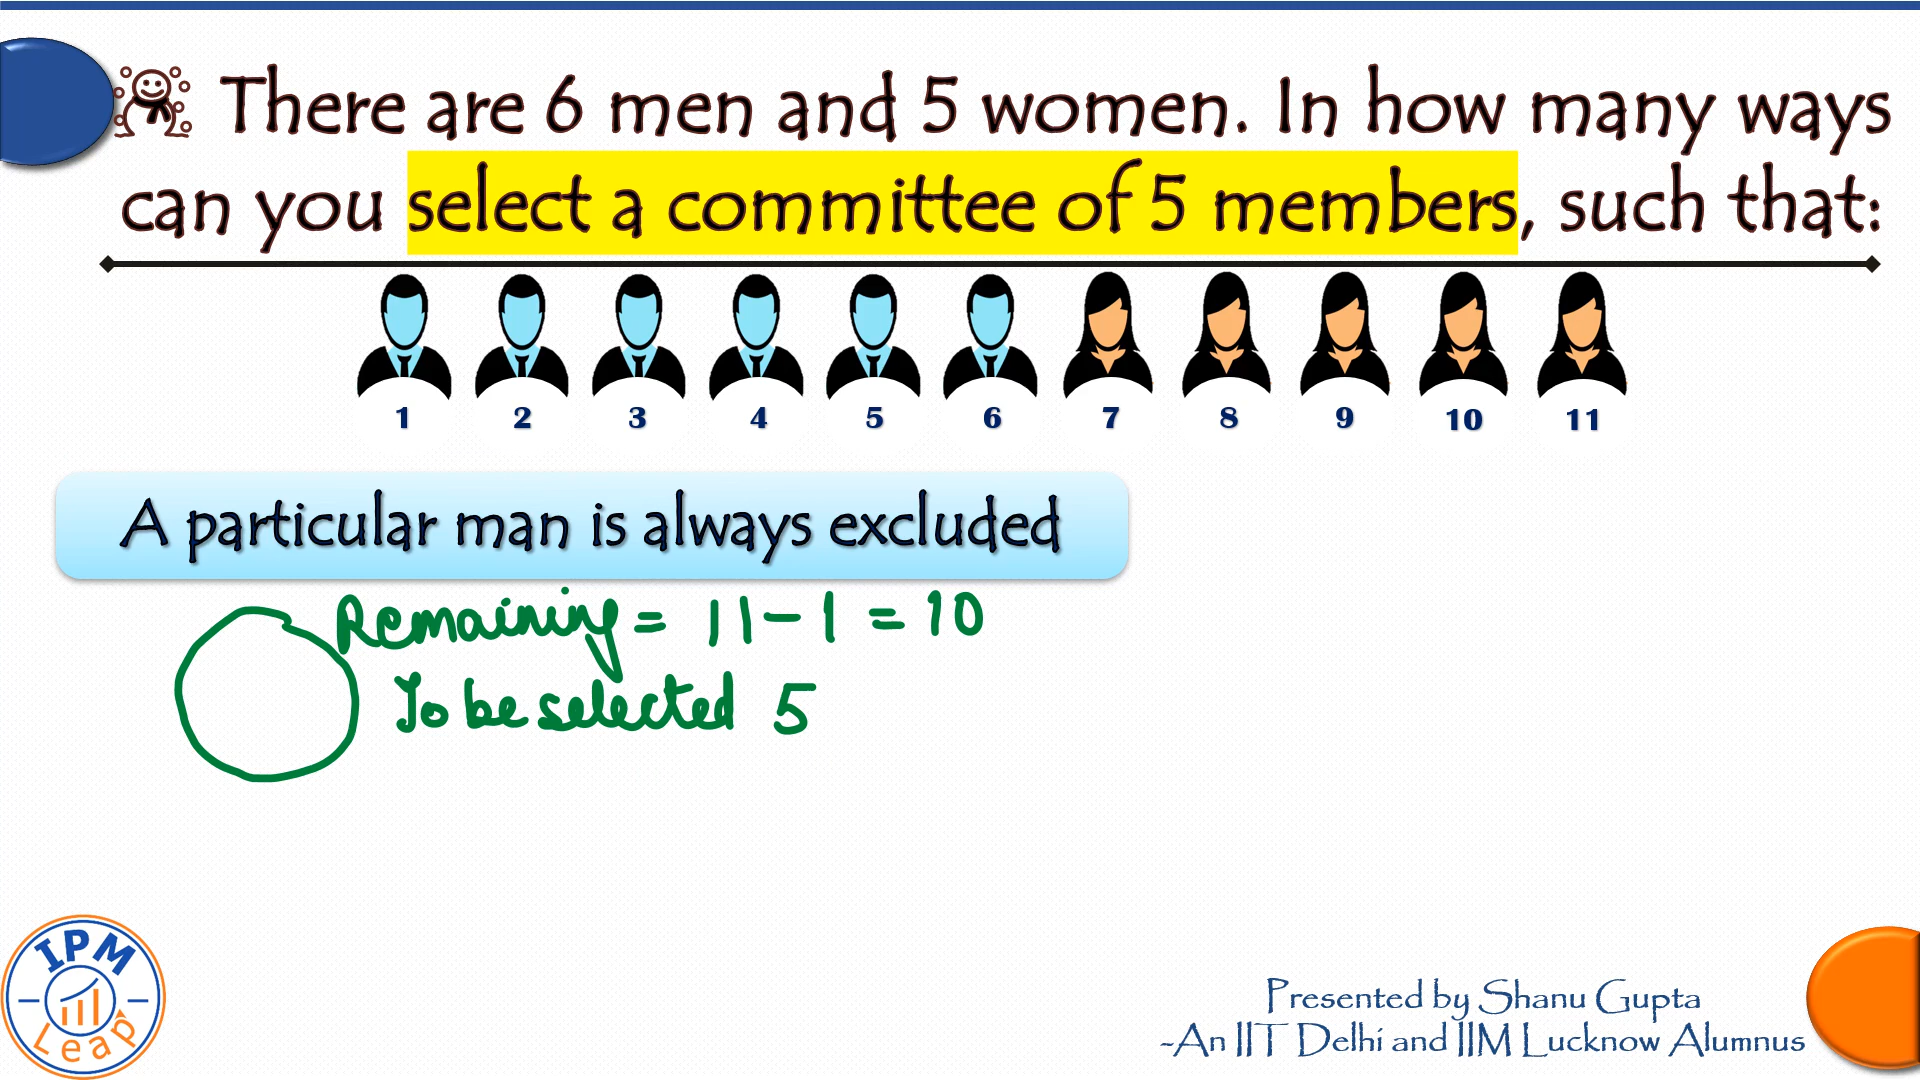 There are 6 men and 5 women. In how many ways
can you select a committee of 5 members, such that:
1 2 3 4 5 6 7 8 9 10 11
A particular man is always excluded
Remaining = 11 - 1 = 10
To be selected 5
IPM
Leap
Presented by Shanu Gupta
-An IIT Delhi and IIM Lucknow Alumnus